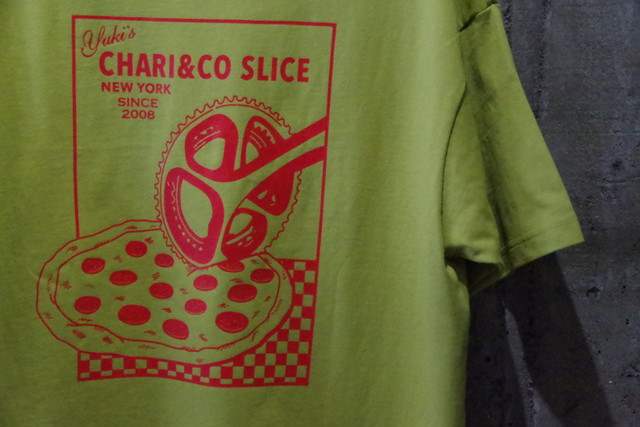 Yuki's
CHARI&CO SLICE
NEW YORK
SINCE
2008